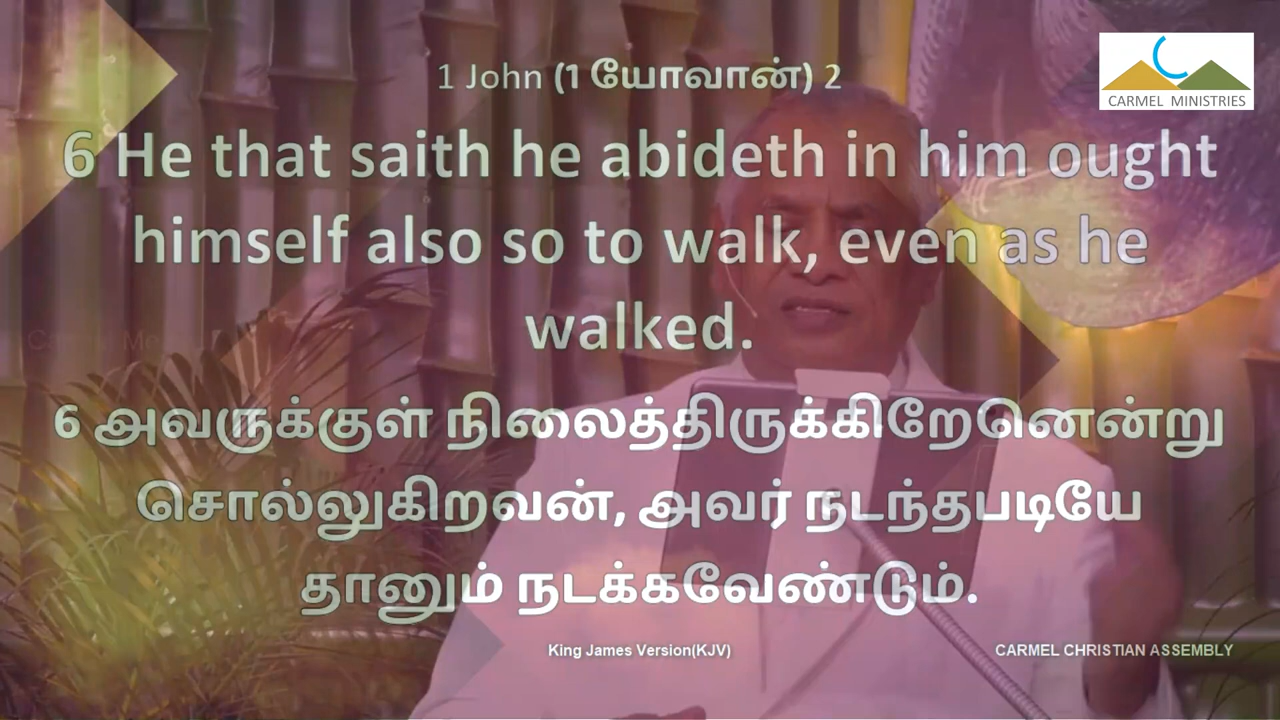 CARMEL MINISTRIES
1 John (1 யோவான்) 2
6 He that saith he abideth in him ought
himself also so to walk, even as he
walked.
6 அவருக்குள் நிலைத்திருக்கிறேனென்று
சொல்லுகிறவன், அவர் நடந்தபடியே
தானும் நடக்கவேண்டும்.
King James Version(KJV)
CARMEL CHRISTIAN ASSEMBLY